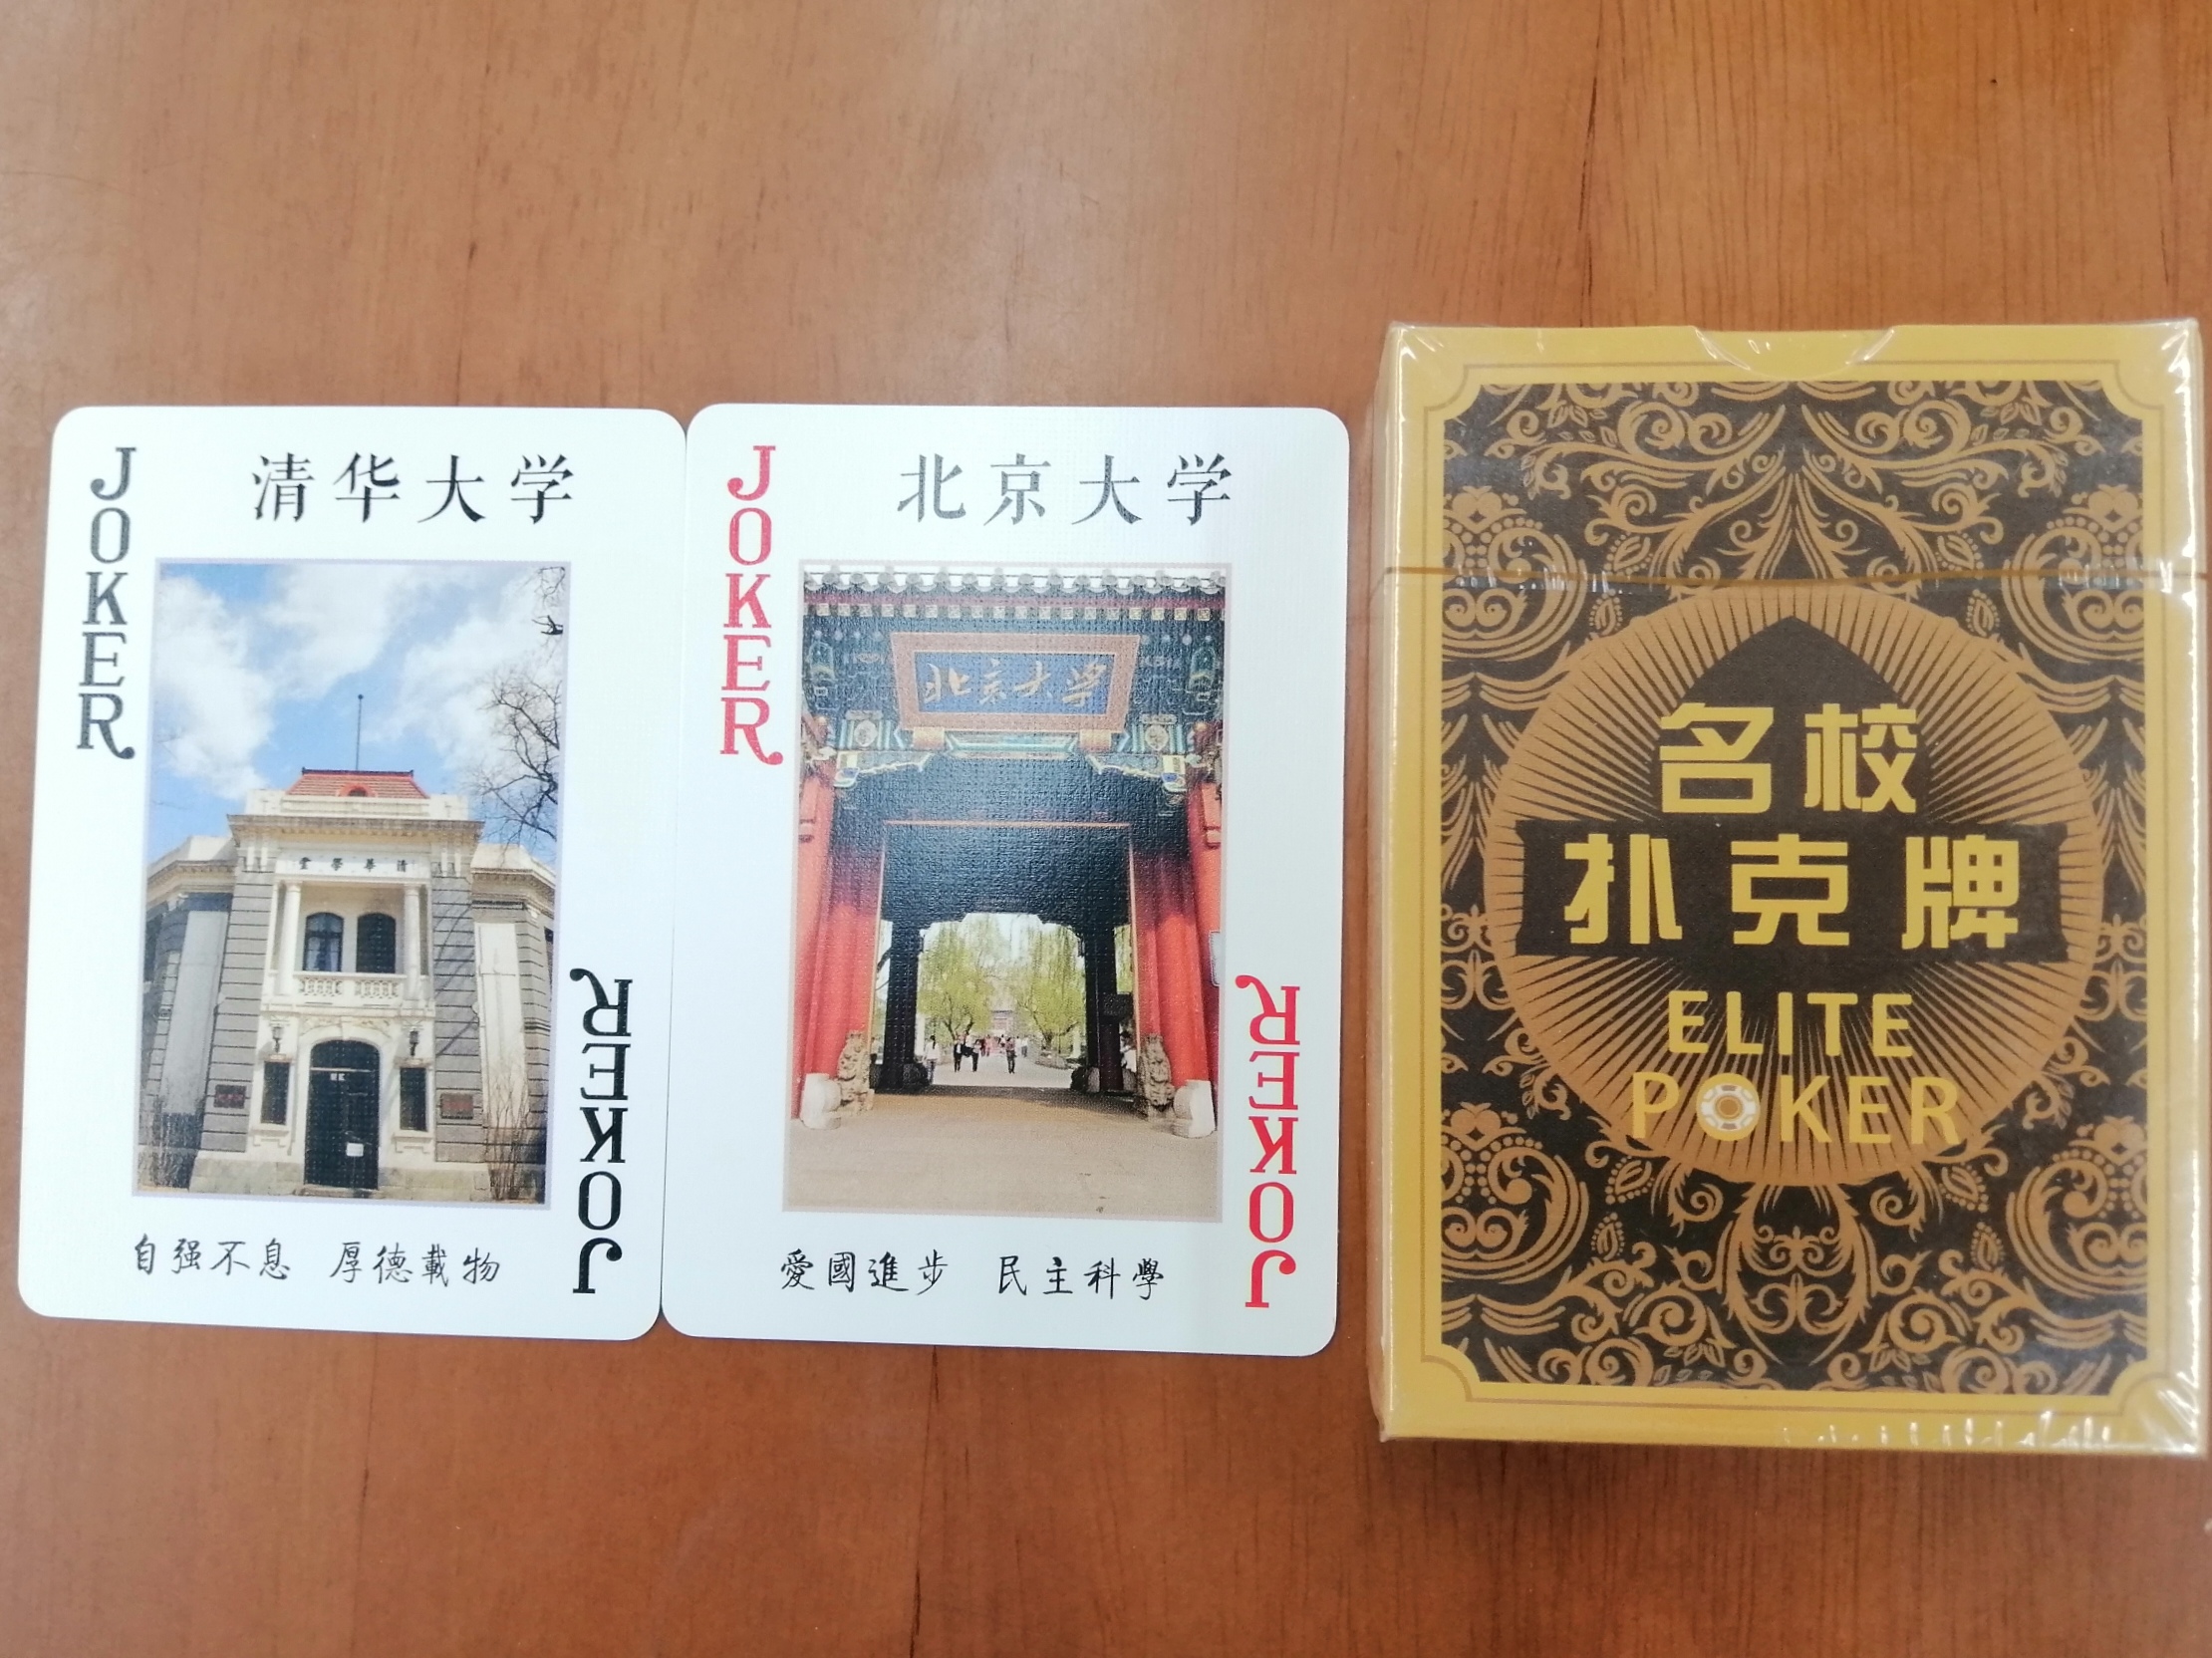 JOKER
清华大学
清華學堂
自强不息 厚德載物
JOKER
JOKER
北京大学
北京大学
愛國進步 民主科學
JOKER
名校
扑克牌
ELITE
POKER